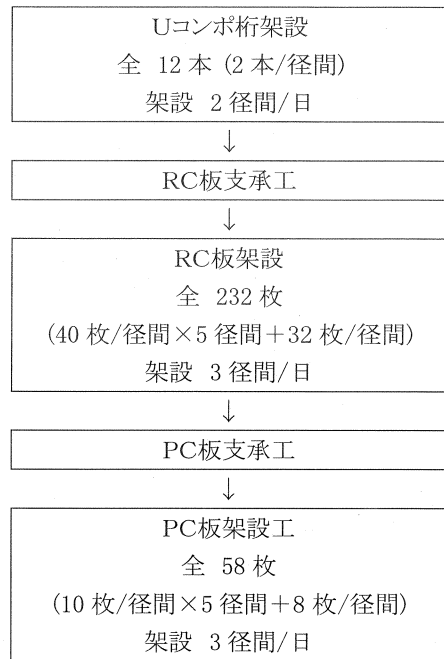 Uコンポ桁架設
全 12 本 (2 本/径間)
架設 2 径間/日
↓
RC板支承工
↓
RC板架設
全 232 枚
(40 枚/径間×5 径間＋32 枚/径間)
架設 3 径間/日
↓
PC板支承工
↓
PC板架設工
全 58 枚
(10 枚/径間×5 径間＋8 枚/径間)
架設 3 径間/日